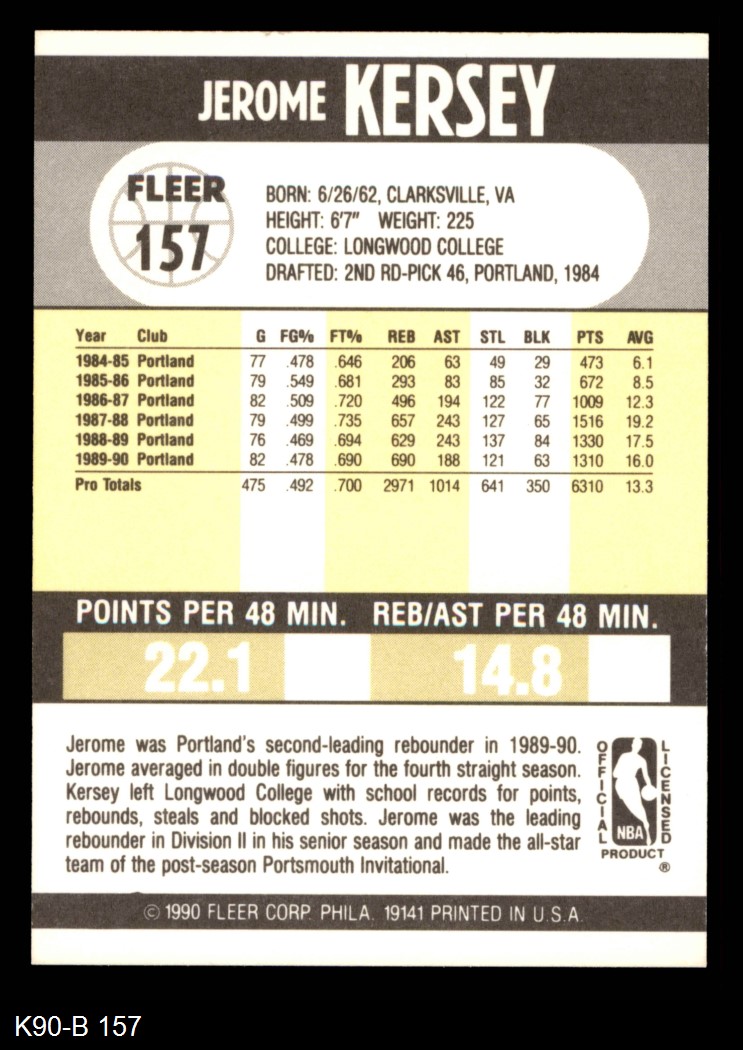 JEROME KERSEY
FLEER
157
BORN: 6/26/62, CLARKSVILLE, VA
HEIGHT: 6'7" WEIGHT: 225
COLLEGE: LONGWOOD COLLEGE
DRAFTED: 2ND RD-PICK 46, PORTLAND, 1984
Year Club G FG% FT% REB AST STL BLK PTS AVG
1984-85 Portland 77 .478 .646 206 63 49 29 473 6.1
1985-86 Portland 79 .549 .681 293 83 85 32 672 8.5
1986-87 Portland 82 .509 .720 496 194 122 77 1009 12.3
1987-88 Portland 79 .499 .735 657 243 127 65 1516 19.2
1988-89 Portland 76 .469 .694 629 243 137 84 1330 17.5
1989-90 Portland 82 .478 .690 690 188 121 63 1310 16.0
Pro Totals 475 .492 .700 2971 1014 641 350 6310 13.3
POINTS PER 48 MIN. REB/AST PER 48 MIN.
22.1 14.8
Jerome was Portland's second-leading rebounder in 1989-90.
Jerome averaged in double figures for the fourth straight season.
Kersey left Longwood College with school records for points,
rebounds, steals and blocked shots. Jerome was the leading
rebounder in Division II in his senior season and made the all-star
team of the post-season Portsmouth Invitational.
OFFICIAL
LICENSED
NBA
PRODUCT
®
© 1990 FLEER CORP. PHILA. 19141 PRINTED IN U.S.A.
K90-B 157